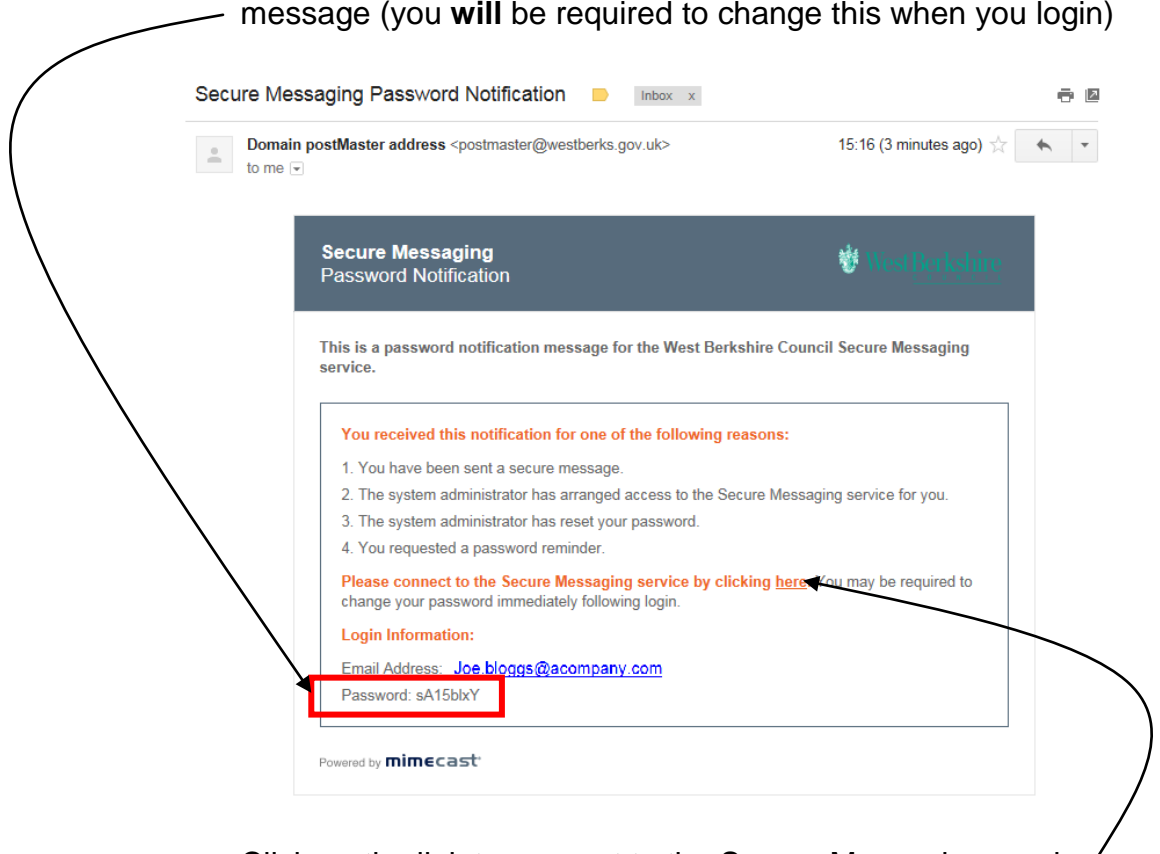 message (you will be required to change this when you login)
Secure Messaging Password Notification Inbox x
Domain postMaster address <postmaster@westberks.gov.uk> 15:16 (3 minutes ago)
to me
Secure Messaging
Password Notification
WestBerkshire
This is a password notification message for the West Berkshire Council Secure Messaging
service.
You received this notification for one of the following reasons:
1. You have been sent a secure message.
2. The system administrator has arranged access to the Secure Messaging service for you.
3. The system administrator has reset your password.
4. You requested a password reminder.
Please connect to the Secure Messaging service by clicking here You may be required to
change your password immediately following login.
Login Information:
Email Address: Joe.bloggs@acompany.com
Password: sA15blxY
Powered by mimecast